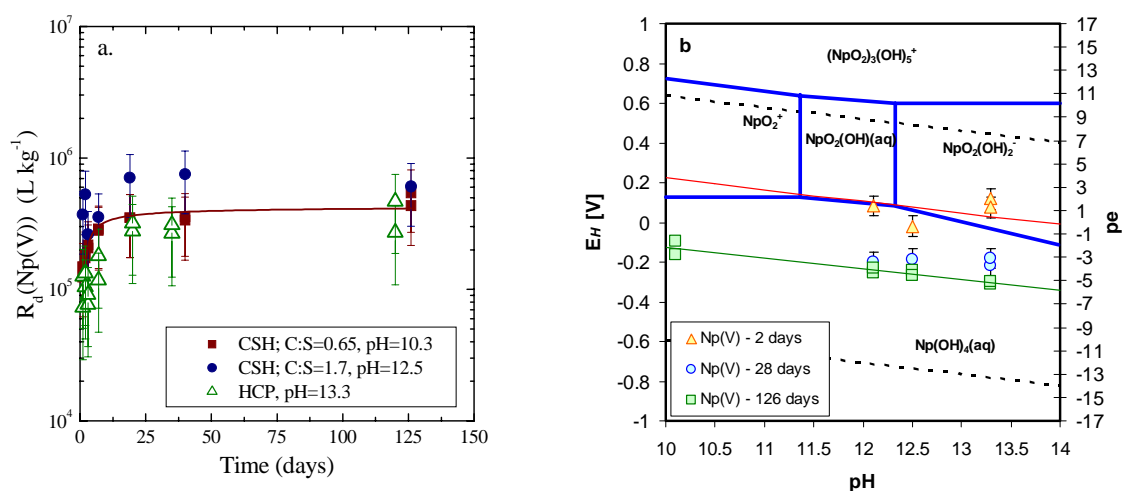 a.
R_d(Np(V)) (L kg⁻¹)
10⁷
10⁶
10⁵
10⁴
0 25 50 75 100 125 150
Time (days)
CSH; C:S=0.65, pH=10.3
CSH; C:S=1.7, pH=12.5
HCP, pH=13.3
b
E_H [V]
1
0.8
0.6
0.4
0.2
0
-0.2
-0.4
-0.6
-0.8
-1
(NpO₂)₃(OH)₅⁺
NpO₂⁺
NpO₂(OH)(aq)
NpO₂(OH)₂⁻
Np(OH)₄(aq)
Np(V) - 2 days
Np(V) - 28 days
Np(V) - 126 days
10 10.5 11 11.5 12 12.5 13 13.5 14
pH
17
15
13
11
9
7
5
3
1
-1
-3
-5
-7
-9
-11
-13
-15
-17
pe